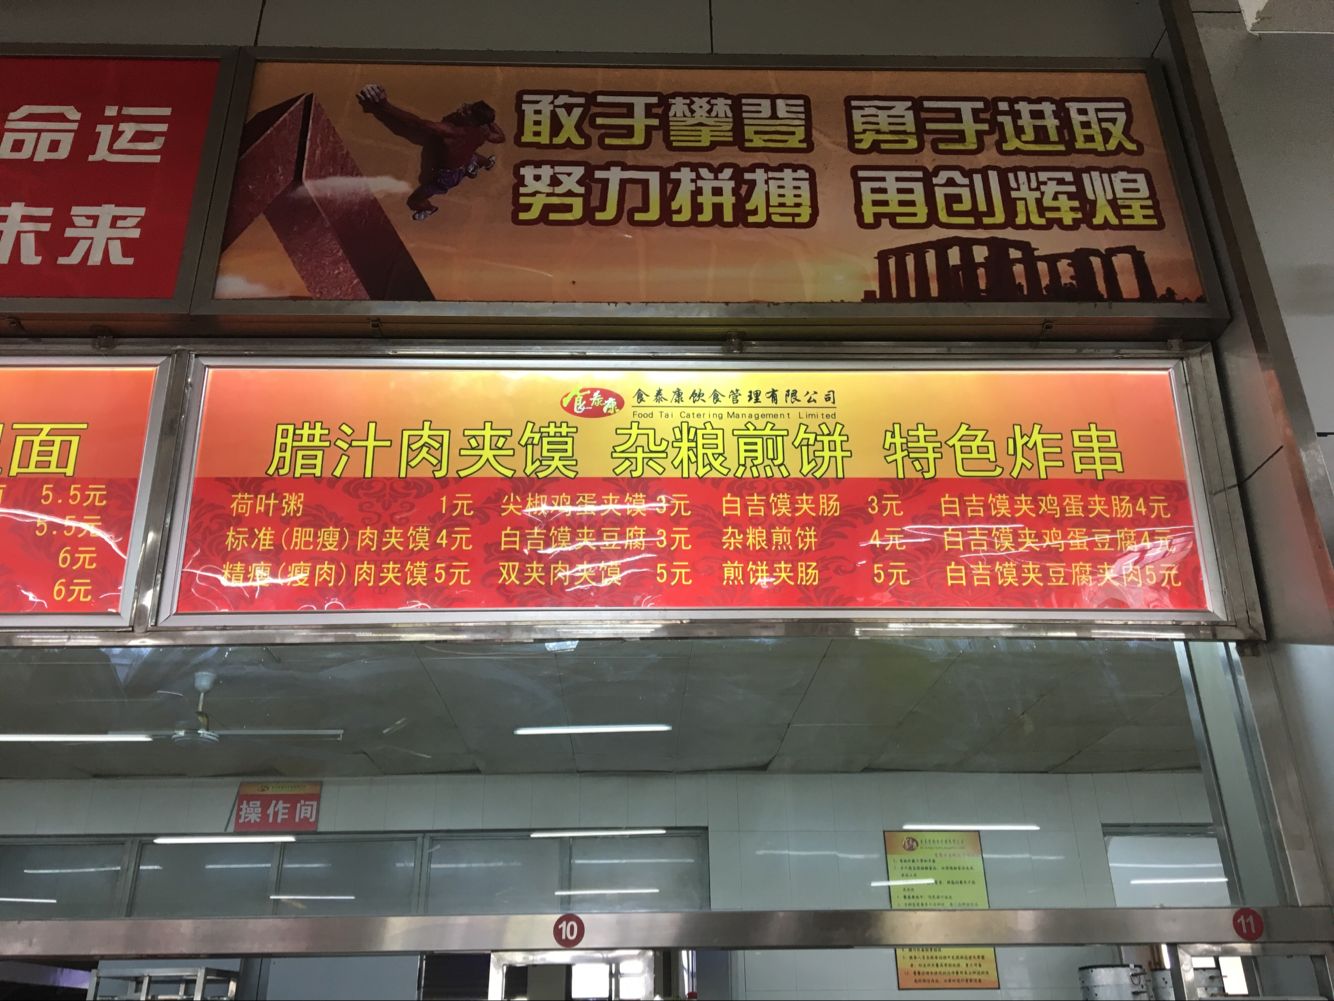 命运
未来
敢于攀登 勇于进取
努力拼搏 再创辉煌
面
5.5元
5.5元
6元
6元
食泰康
食泰康饮食管理有限公司
Food Tai Catering Management Limited
腊汁肉夹馍 杂粮煎饼 特色炸串
荷叶粥 1元 尖椒鸡蛋夹馍 3元 白吉馍夹肠 3元 白吉馍夹鸡蛋夹肠4元
标准(肥瘦)肉夹馍 4元 白吉馍夹豆腐 3元 杂粮煎饼 4元 白吉馍夹鸡蛋豆腐4元
精瘦(瘦肉)肉夹馍 5元 双夹肉夹馍 5元 煎饼夹肠 5元 白吉馍夹豆腐夹肉5元
操作间
10
11